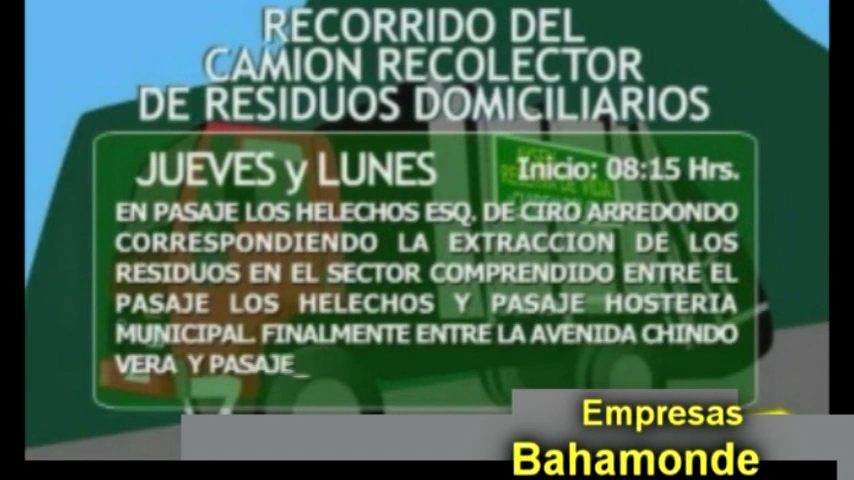 RECORRIDO DEL
CAMION RECOLECTOR
DE RESIDUOS DOMICILIARIOS
JUEVES y LUNES
Inicio: 08:15 Hrs.
EN PASAJE LOS HELECHOS ESQ. DE CIRO ARREDONDO
CORRESPONDIENDO LA EXTRACCION DE LOS
RESIDUOS EN EL SECTOR COMPRENDIDO ENTRE EL
PASAJE LOS HELECHOS Y PASAJE HOSTERIA
MUNICIPAL. FINALMENTE ENTRE LA AVENIDA CHINDO
VERA Y PASAJE_
Empresas
Bahamonde